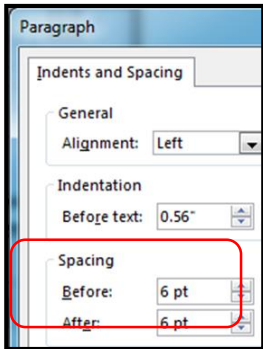 Paragraph
Indents and Spacing
General
Alignment: Left
Indentation
Before text: 0.56"
Spacing
Before: 6 pt
After: 6 pt